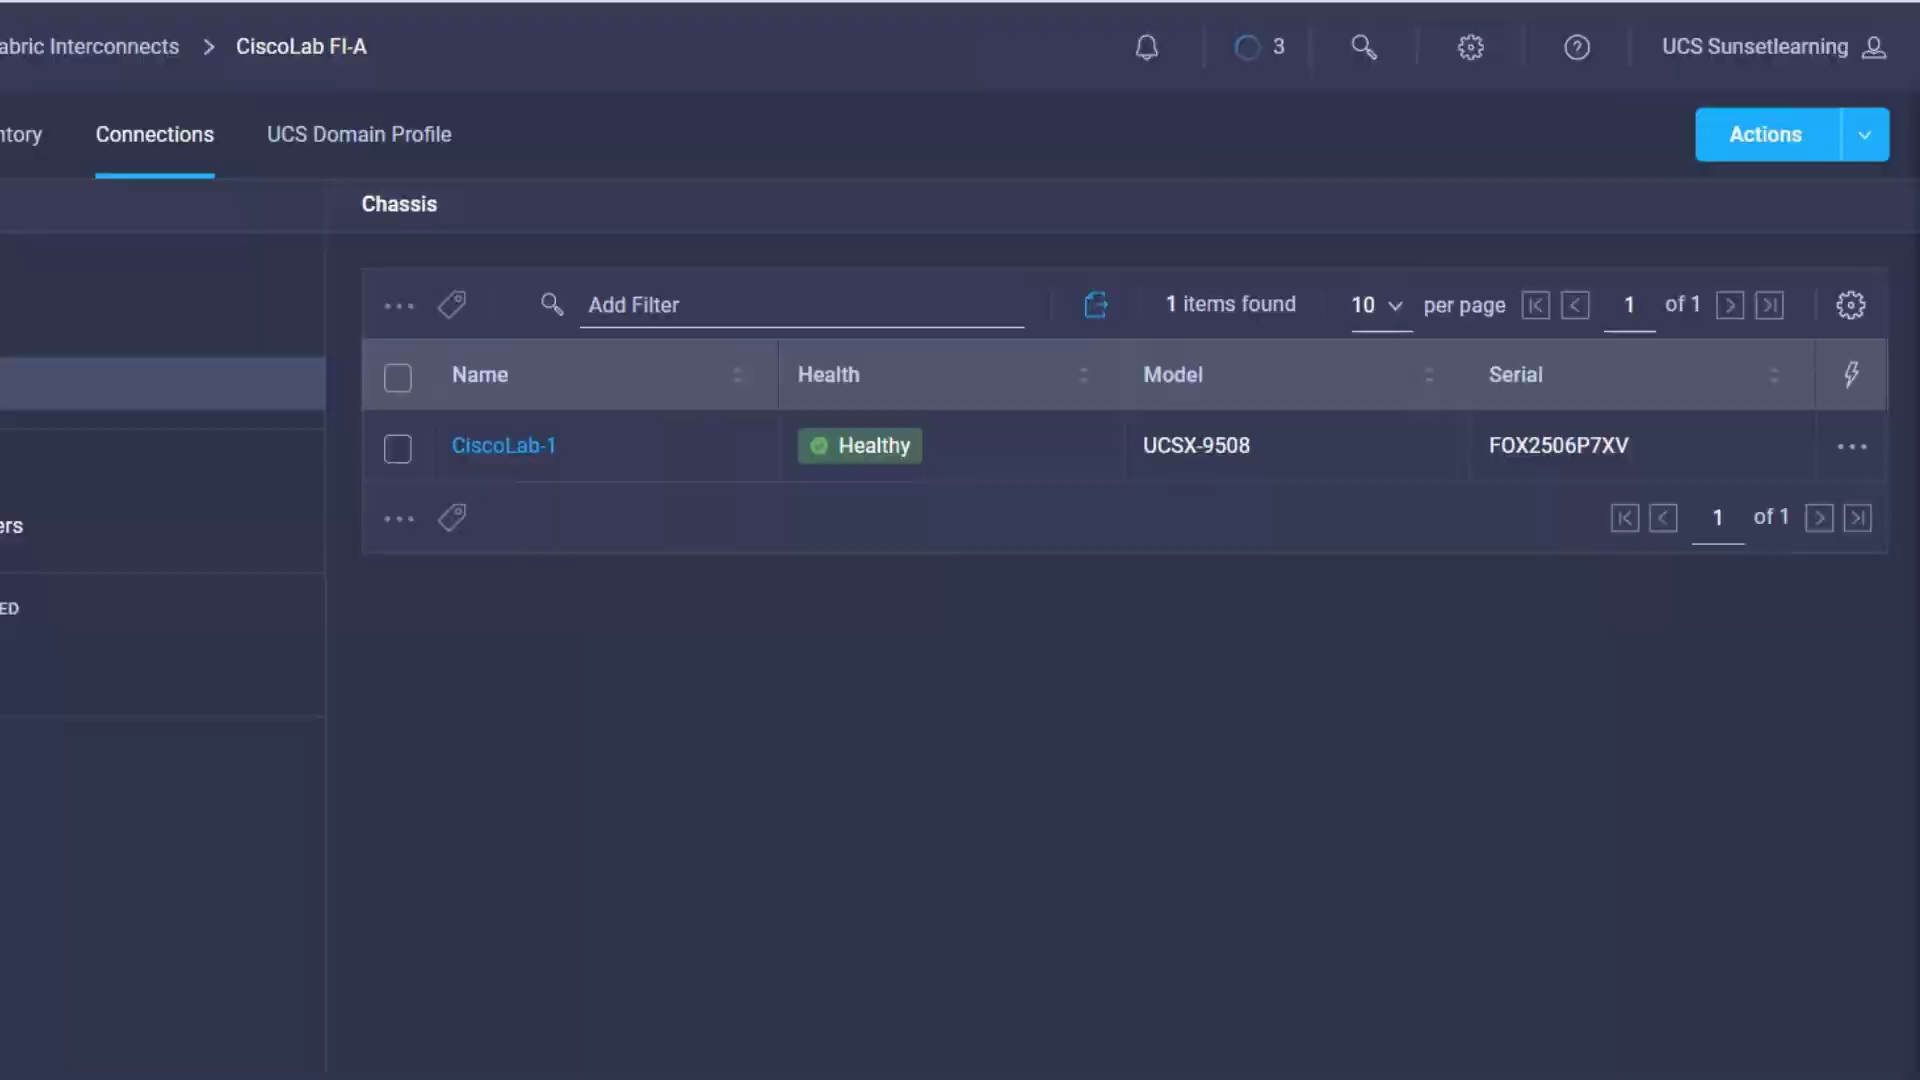 abric Interconnects > CiscoLab FI-A
3
UCS Sunsetlearning
ntory
Connections
UCS Domain Profile
Actions
Chassis
Add Filter
1 items found
10 per page
1 of 1
Name
Health
Model
Serial
CiscoLab-1
Healthy
UCSX-9508
FOX2506P7XV
1 of 1
ers
ED